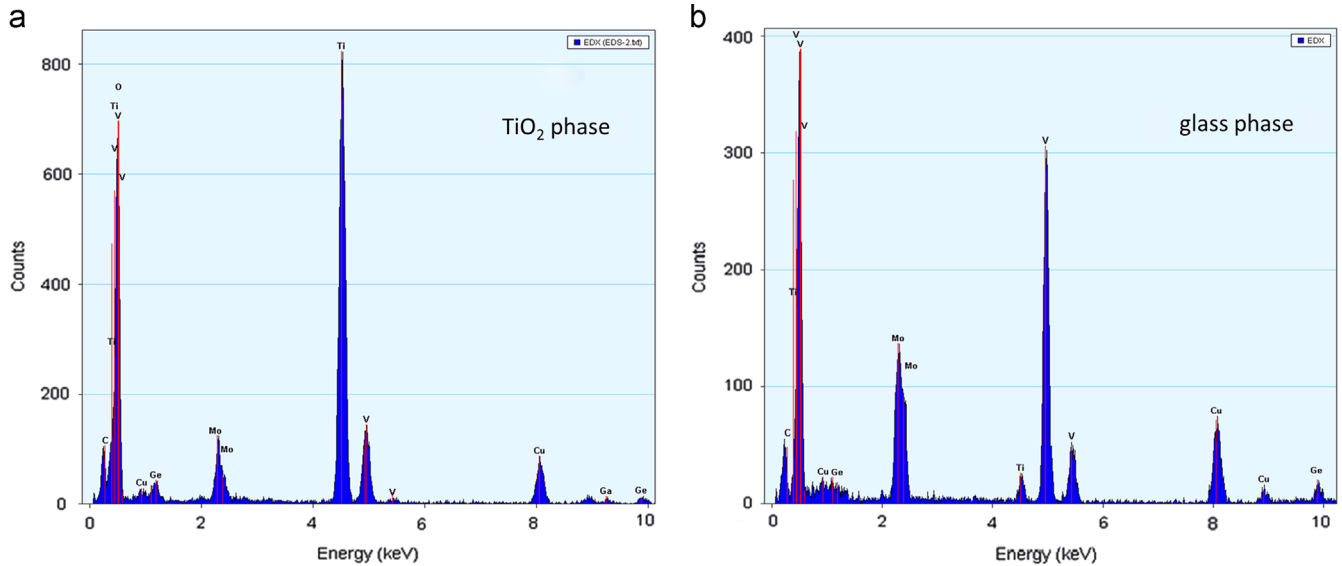 a
EDX (EDS-2.txt)
TiO2 phase
Counts
800
600
400
200
0
O
Ti
V
V
V
Ti
C
Cu
Ge
Mo
Mo
Ti
V
V
Cu
Ga
Ge
0 2 4 6 8 10
Energy (keV)
b
EDX
glass phase
Counts
400
300
200
100
0
V
V
V
Ti
C
Cu
Ge
Mo
Mo
Ti
V
V
Cu
Cu
Ge
0 2 4 6 8 10
Energy (keV)